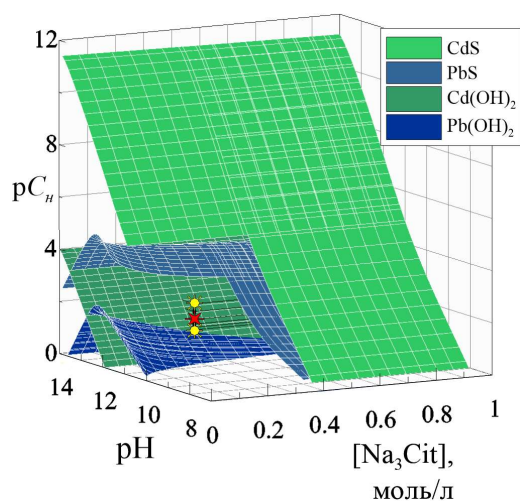 12
CdS
PbS
Cd(OH)₂
Pb(OH)₂
8
pCₙ
4
0
14
12
10
8
pH
0
0.2
0.4
0.6
0.8
1
[Na₃Cit],
моль/л